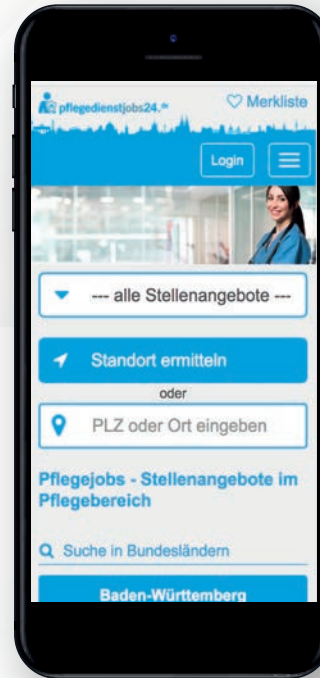 pflegedienstjobs24.de
Merkliste
Login
--- alle Stellenangebote ---
Standort ermitteln
oder
PLZ oder Ort eingeben
Pflegejobs - Stellenangebote im
Pflegebereich
Suche in Bundesländern
Baden-Württemberg